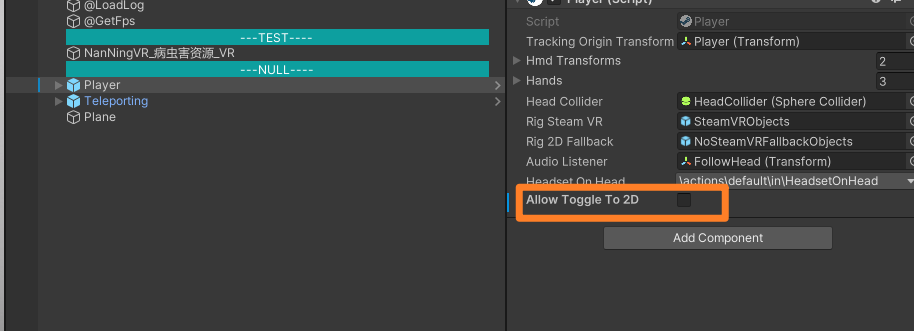 @LoadLog
@GetFps
---TEST----
NanNingVR_病虫害资源_VR
---NULL----
Player
Teleporting
Plane
Player (Script)
Script
Player
Tracking Origin Transform
Player (Transform)
Hmd Transforms
2
Hands
3
Head Collider
HeadCollider (Sphere Collider)
Rig Steam VR
SteamVRObjects
Rig 2D Fallback
NoSteamVRFallbackObjects
Audio Listener
FollowHead (Transform)
Headset On Head
\actions\default\in\HeadsetOnHead
Allow Toggle To 2D
Add Component